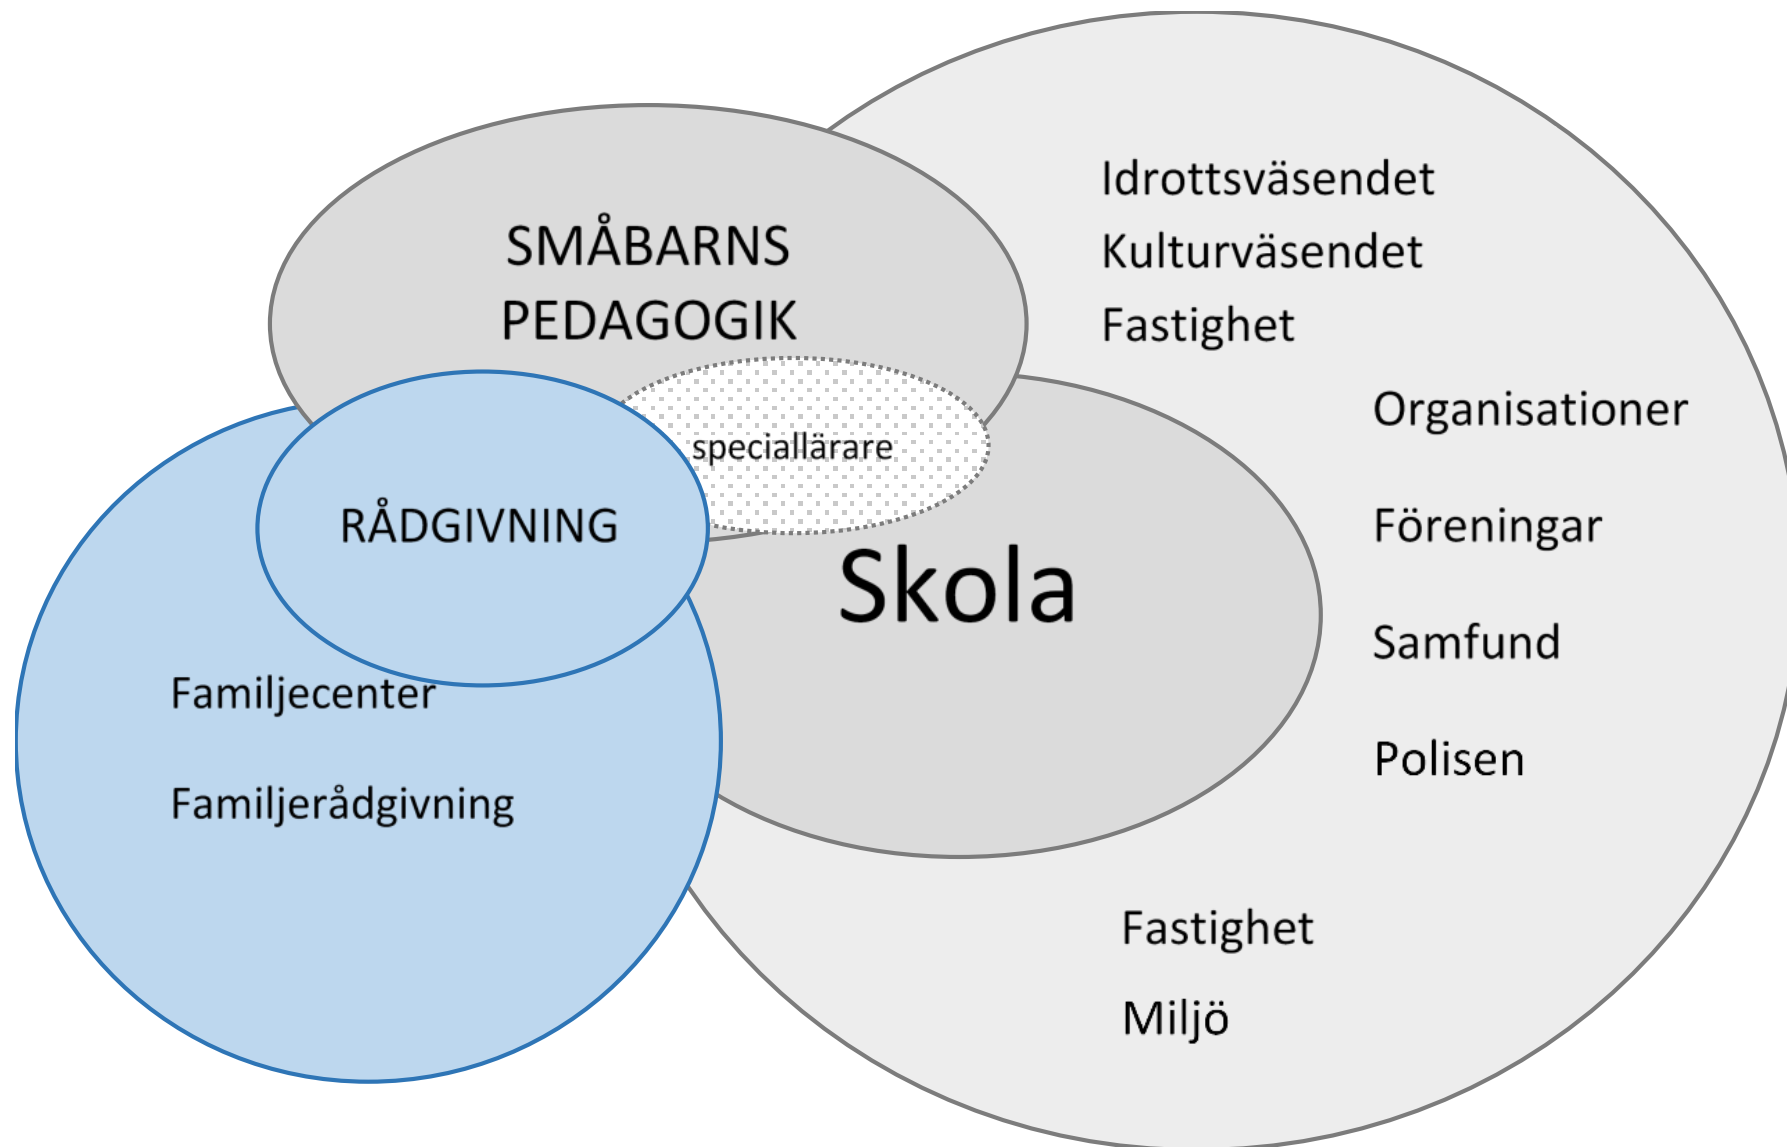 SMÅBARNS
PEDAGOGIK
speciallärare
RÅDGIVNING
Skola
Familjecenter
Familjerådgivning
Idrottsväsendet
Kulturväsendet
Fastighet
Organisationer
Föreningar
Samfund
Polisen
Fastighet
Miljö